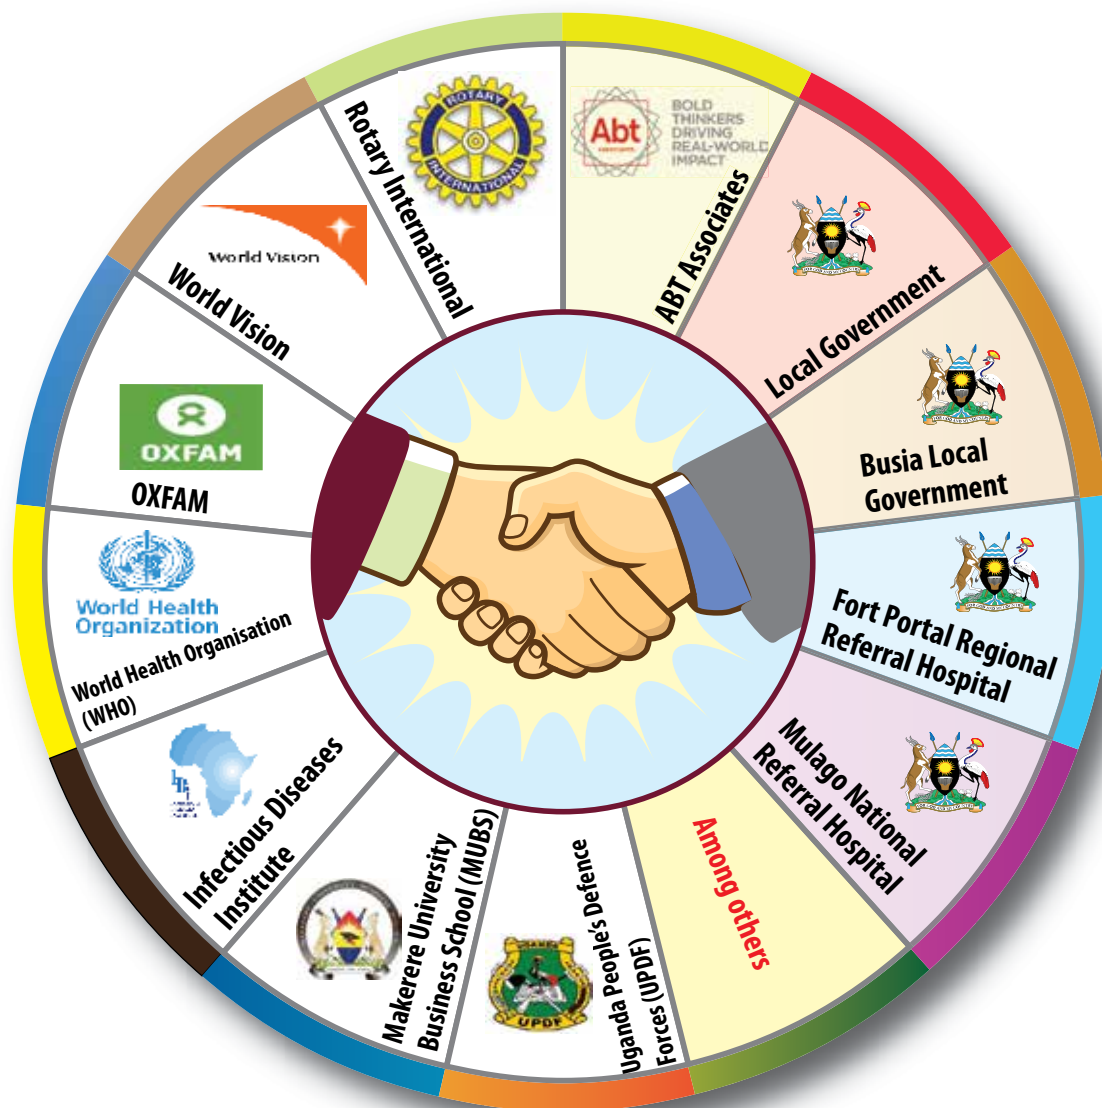 ROTARY
INTERNATIONAL
Rotary International
Abt
BOLD
THINKERS
DRIVING
REAL-WORLD
IMPACT
ABT Associates
Local Government
Busia Local
Government
Fort Portal Regional
Referral Hospital
Mulago National
Referral Hospital
Among others
Uganda People's Defence
Forces (UPDF)
UPDF
Makerere University
Business School (MUBS)
Infectious Diseases
Institute
World Health
Organization
World Health Organisation
(WHO)
OXFAM
OXFAM
World Vision
World Vision